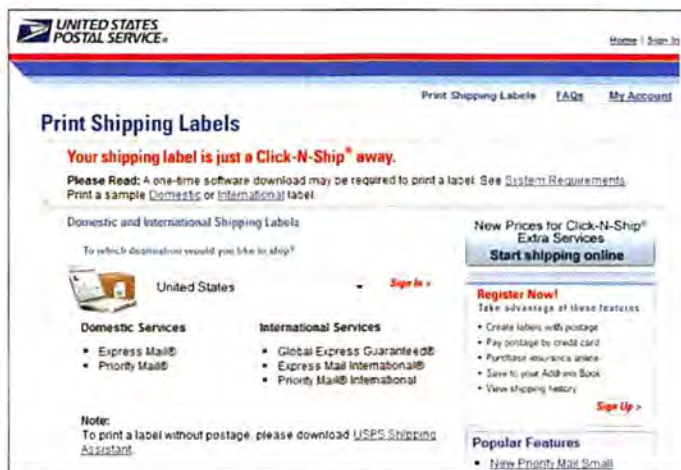 UNITED STATES
POSTAL SERVICE®
Home | Sign In
Print Shipping Labels FAQs My Account
Print Shipping Labels
Your shipping label is just a Click-N-Ship® away.
Please Read: A one-time software download may be required to print a label. See System Requirements.
Print a sample Domestic or International label.
Domestic and International Shipping Labels
To which destination would you like to ship?
United States
Sign In >
Domestic Services
▪ Express Mail®
▪ Priority Mail®
International Services
▪ Global Express Guaranteed®
▪ Express Mail International®
▪ Priority Mail® International
Note:
To print a label without postage, please download USPS Shipping
Assistant.
New Prices for Click-N-Ship®
Extra Services
Start shipping online
Register Now!
Take advantage of these features
• Create labels with postage
• Pay postage by credit card
• Purchase insurance online
• Save to your Address Book
• View shipping history
Sign Up >
Popular Features
▪ New Priority Mail Small